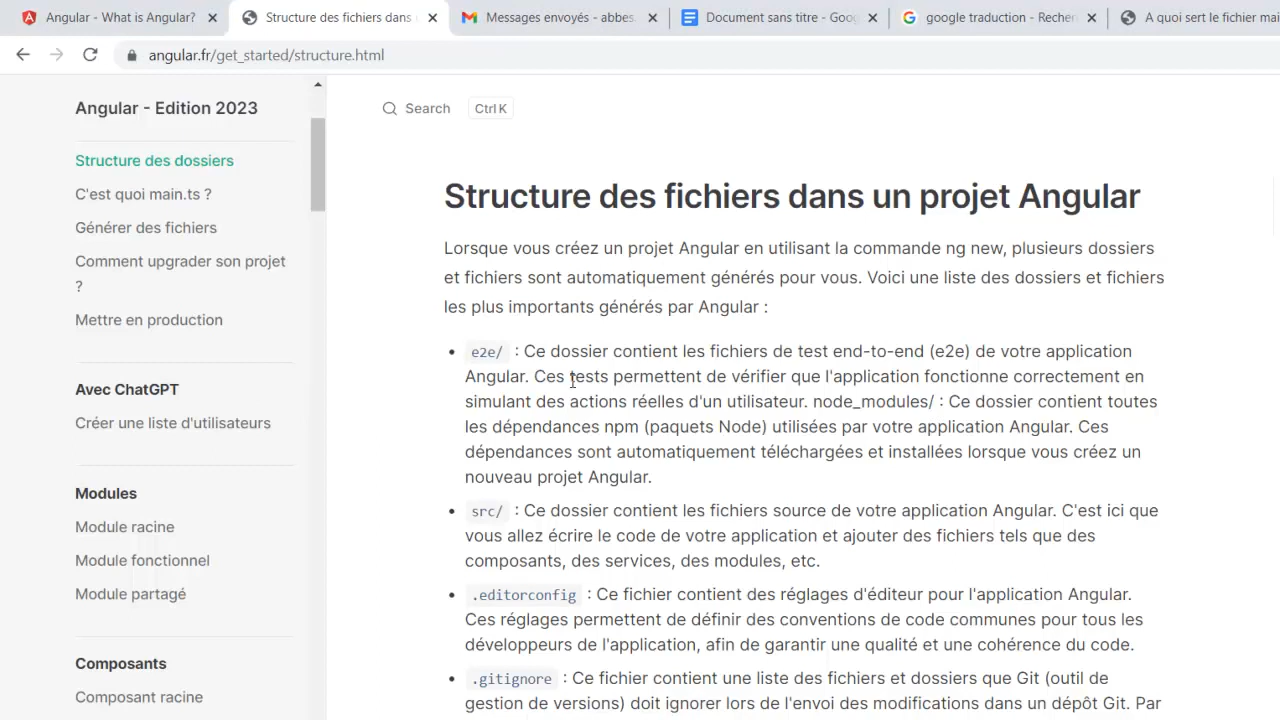 Angular - What is Angular?
Structure des fichiers dans
Messages envoyés - abbes.
Document sans titre - Goog
google traduction - Recher
A quoi sert le fichier mai
angular.fr/get_started/structure.html
Angular - Edition 2023
Structure des dossiers
C'est quoi main.ts ?
Générer des fichiers
Comment upgrader son projet
?
Mettre en production
Avec ChatGPT
Créer une liste d'utilisateurs
Modules
Module racine
Module fonctionnel
Module partagé
Composants
Composant racine
Search Ctrl K
Structure des fichiers dans un projet Angular
Lorsque vous créez un projet Angular en utilisant la commande ng new, plusieurs dossiers
et fichiers sont automatiquement générés pour vous. Voici une liste des dossiers et fichiers
les plus importants générés par Angular :
• e2e/ : Ce dossier contient les fichiers de test end-to-end (e2e) de votre application
Angular. Ces tests permettent de vérifier que l'application fonctionne correctement en
simulant des actions réelles d'un utilisateur. node_modules/ : Ce dossier contient toutes
les dépendances npm (paquets Node) utilisées par votre application Angular. Ces
dépendances sont automatiquement téléchargées et installées lorsque vous créez un
nouveau projet Angular.
• src/ : Ce dossier contient les fichiers source de votre application Angular. C'est ici que
vous allez écrire le code de votre application et ajouter des fichiers tels que des
composants, des services, des modules, etc.
• .editorconfig : Ce fichier contient des réglages d'éditeur pour l'application Angular.
Ces réglages permettent de définir des conventions de code communes pour tous les
développeurs de l'application, afin de garantir une qualité et une cohérence du code.
• .gitignore : Ce fichier contient une liste des fichiers et dossiers que Git (outil de
gestion de versions) doit ignorer lors de l'envoi des modifications dans un dépôt Git. Par